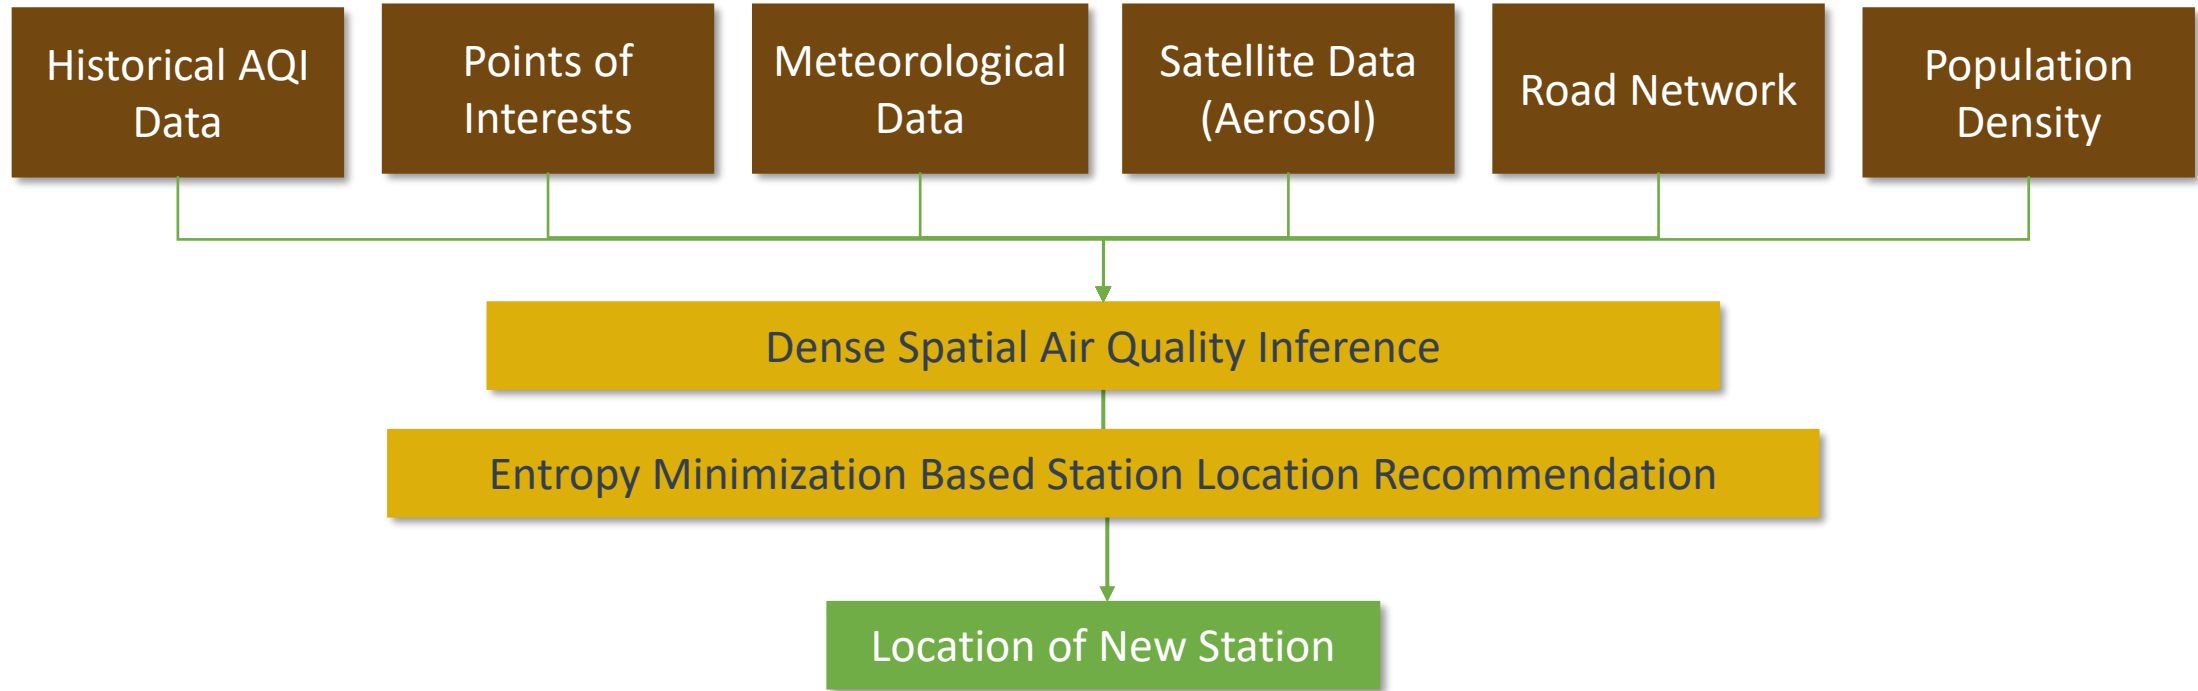 Historical AQI
Data
Points of
Interests
Meteorological
Data
Satellite Data
(Aerosol)
Road Network
Population
Density
Dense Spatial Air Quality Inference
Entropy Minimization Based Station Location Recommendation
Location of New Station